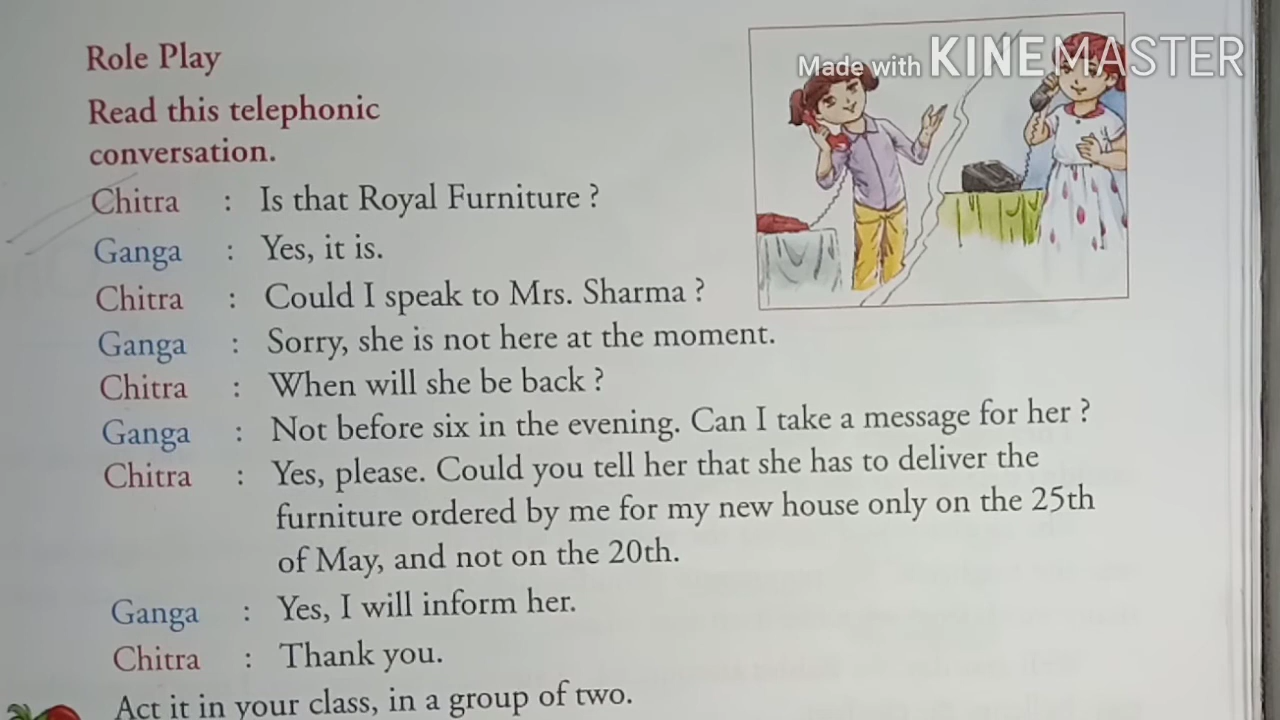 Made with KINEMASTER
Role Play
Read this telephonic
conversation.
Chitra : Is that Royal Furniture ?
Ganga : Yes, it is.
Chitra : Could I speak to Mrs. Sharma ?
Ganga : Sorry, she is not here at the moment.
Chitra : When will she be back ?
Ganga : Not before six in the evening. Can I take a message for her ?
Chitra : Yes, please. Could you tell her that she has to deliver the
furniture ordered by me for my new house only on the 25th
of May, and not on the 20th.
Ganga : Yes, I will inform her.
Chitra : Thank you.
Act it in your class, in a group of two.